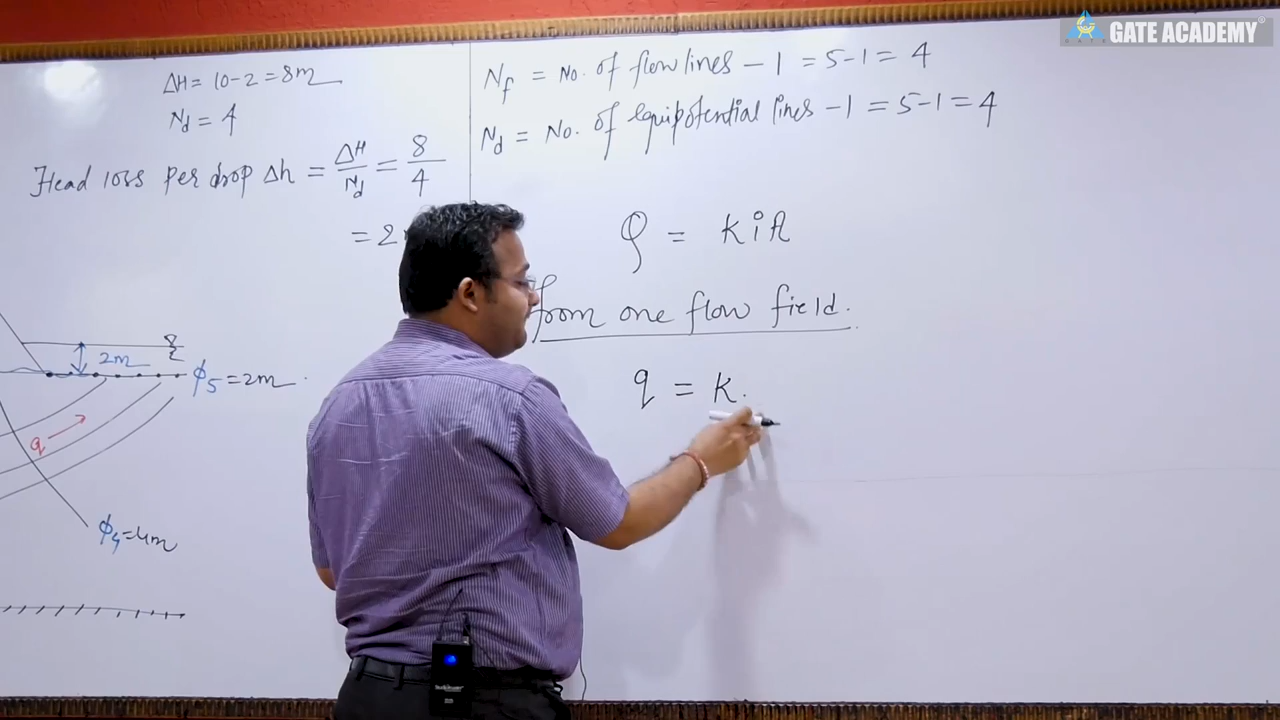 GATE ACADEMY
ΔH = 10-2 = 8m
Nd = 4
Head loss per drop Δh = ΔH/Nd = 8/4
= 2
Nf = No. of flow lines - 1 = 5-1 = 4
Nd = No. of equipotential lines - 1 = 5-1 = 4
Q = KiA
from one flow field.
q = K.
2m
ϕ5 = 2m
q
ϕ4 = 4m